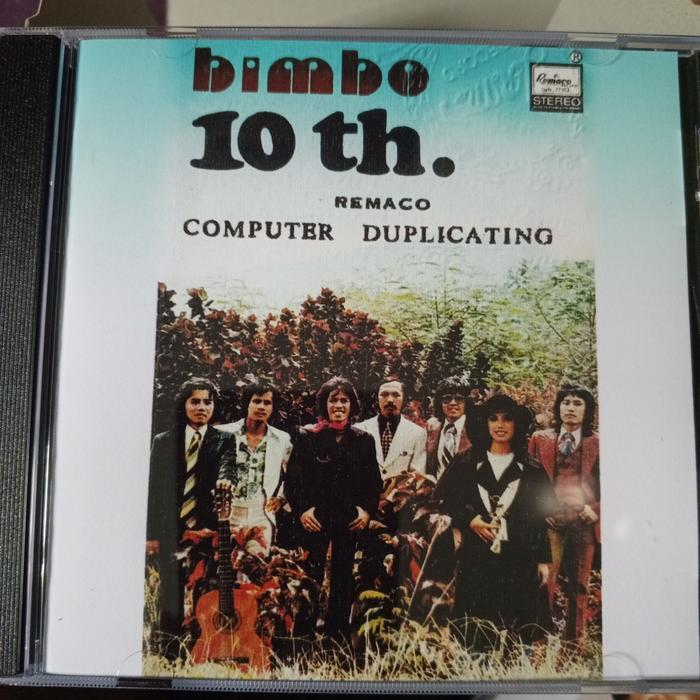 bimbo
10 th.
®
Remaco
STEREO
REMACO
COMPUTER DUPLICATING